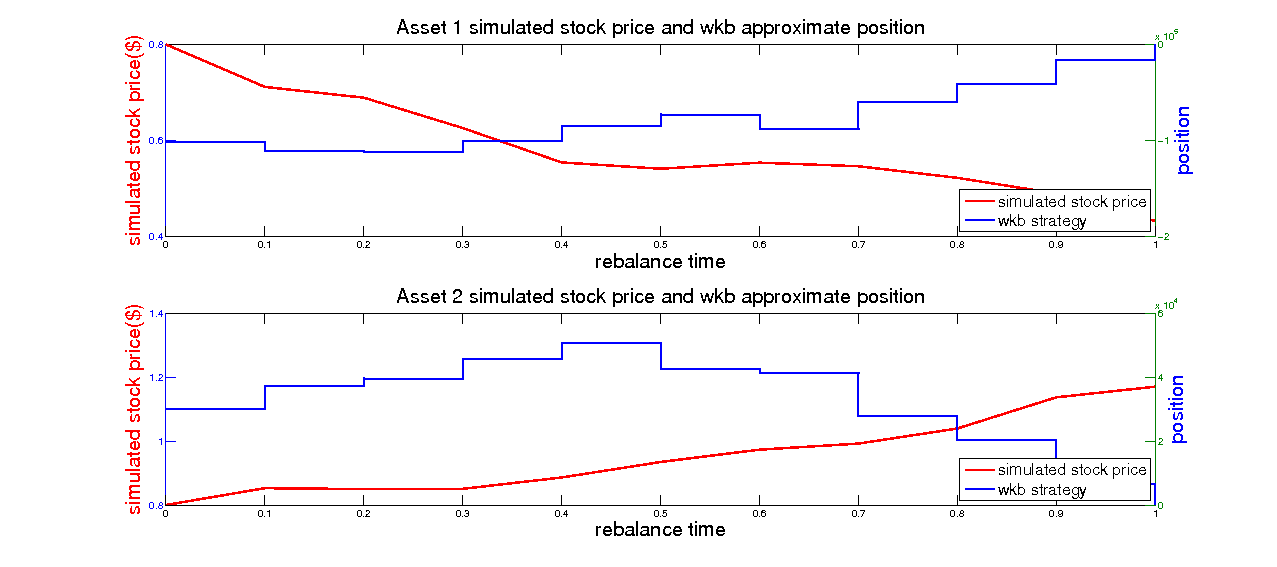 Asset 1 simulated stock price and wkb approximate position
x 10^5
simulated stock price($)
0.8
0.6
0.4
0
-1
-2
position
simulated stock price
wkb strategy
0 0.1 0.2 0.3 0.4 0.5 0.6 0.7 0.8 0.9 1
rebalance time
Asset 2 simulated stock price and wkb approximate position
x 10^4
simulated stock price($)
1.4
1.2
1
0.8
6
4
2
0
position
simulated stock price
wkb strategy
0 0.1 0.2 0.3 0.4 0.5 0.6 0.7 0.8 0.9 1
rebalance time